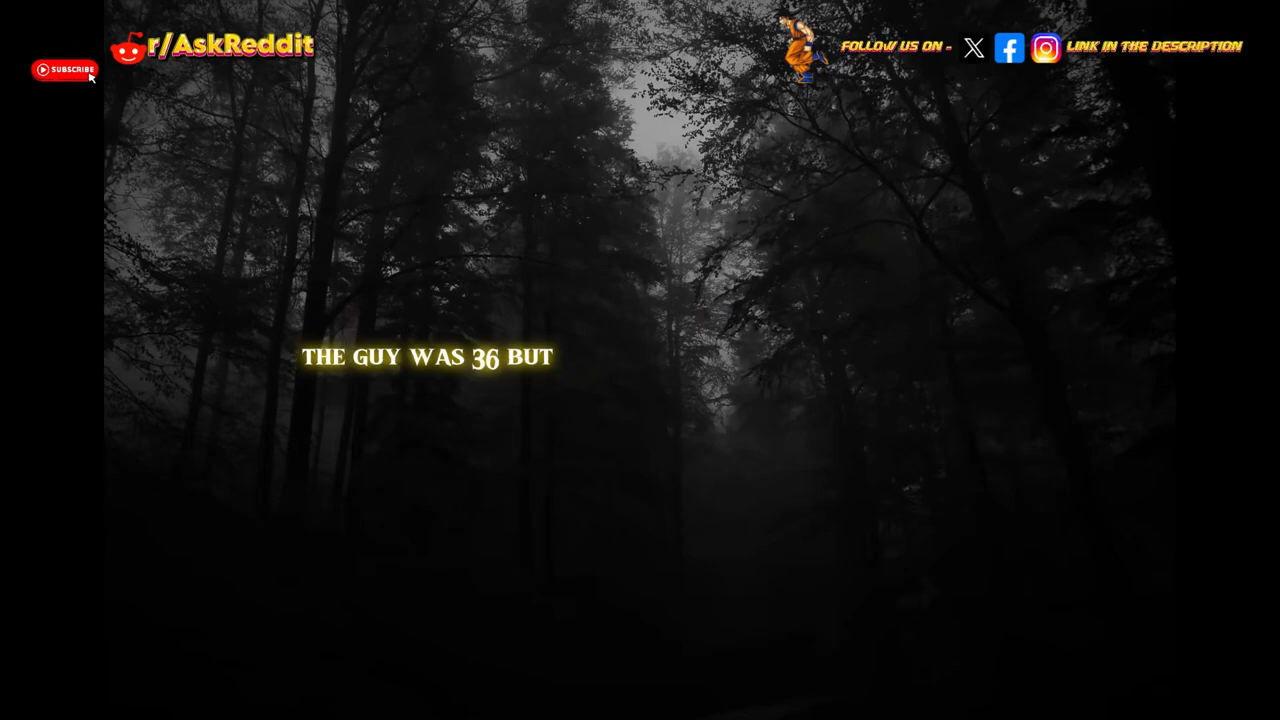 r/AskReddit
FOLLOW US ON -
LINK IN THE DESCRIPTION
SUBSCRIBE
THE GUY WAS 36 BUT